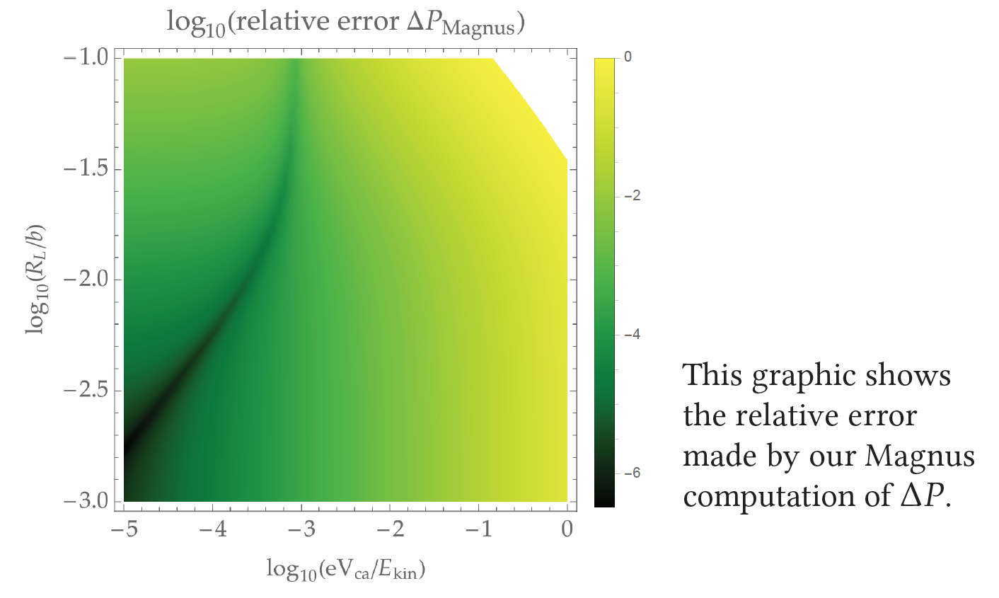 log10(relative error ΔPMagnus)
−1.0
−1.5
−2.0
−2.5
−3.0
log10(RL/b)
−5 −4 −3 −2 −1 0
log10(eVca/Ekin)
0
−2
−4
−6
This graphic shows
the relative error
made by our Magnus
computation of ΔP.